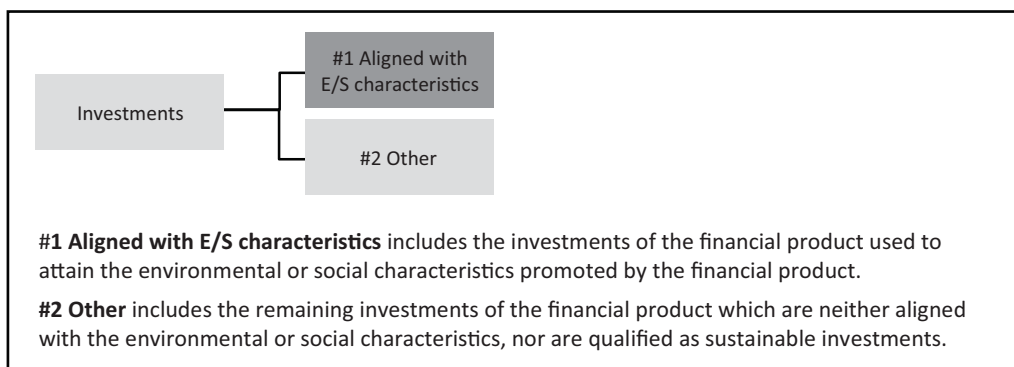 #1 Aligned with
E/S characteristics
Investments
#2 Other
#1 Aligned with E/S characteristics includes the investments of the financial product used to
attain the environmental or social characteristics promoted by the financial product.
#2 Other includes the remaining investments of the financial product which are neither aligned
with the environmental or social characteristics, nor are qualified as sustainable investments.